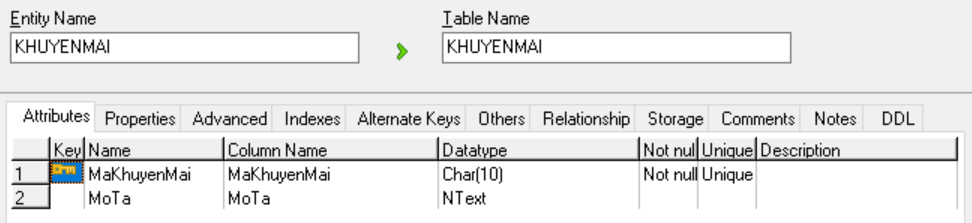 Entity Name Table Name
KHUYENMAI KHUYENMAI
Attributes Properties Advanced Indexes Alternate Keys Others Relationship Storage Comments Notes DDL
Key Name Column Name Datatype Not nul Unique Description
1 MaKhuyenMai MaKhuyenMai Char(10) Not null Unique
2 MoTa MoTa NText